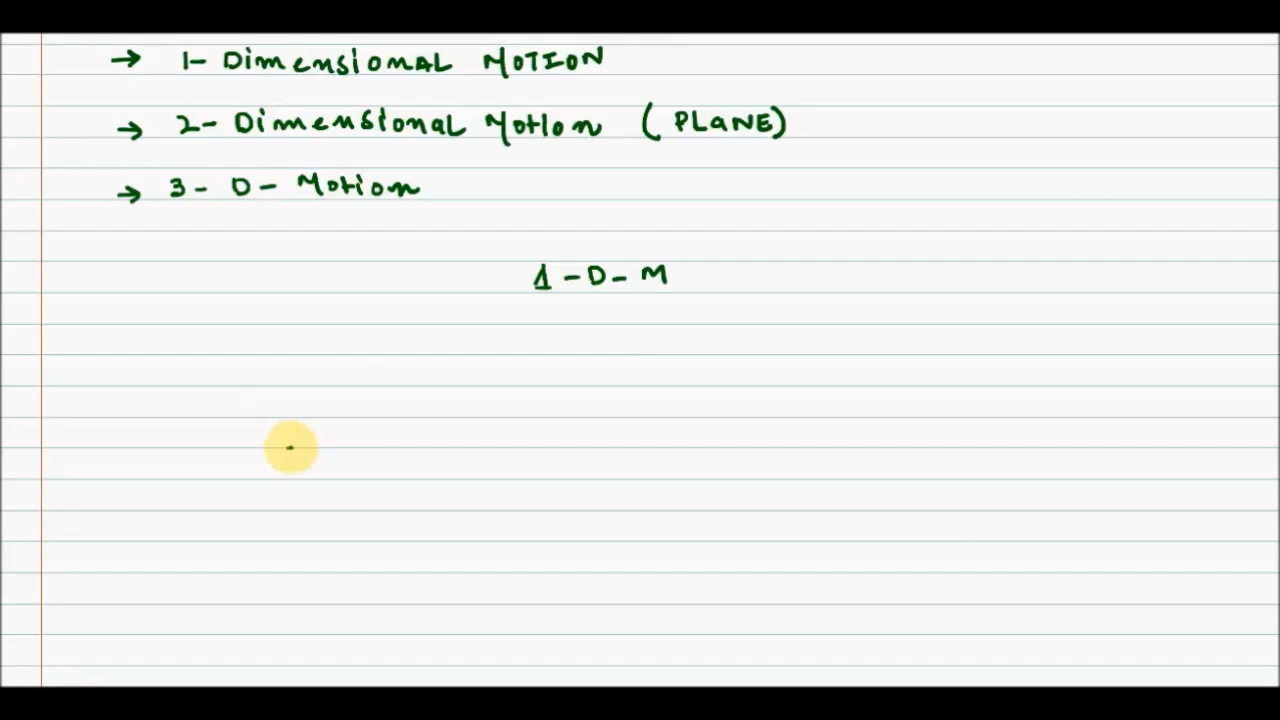 → 1- Dimensional MOTION
→ 2- Dimensional Motion (PLANE)
→ 3- D- Motion
1-D-M